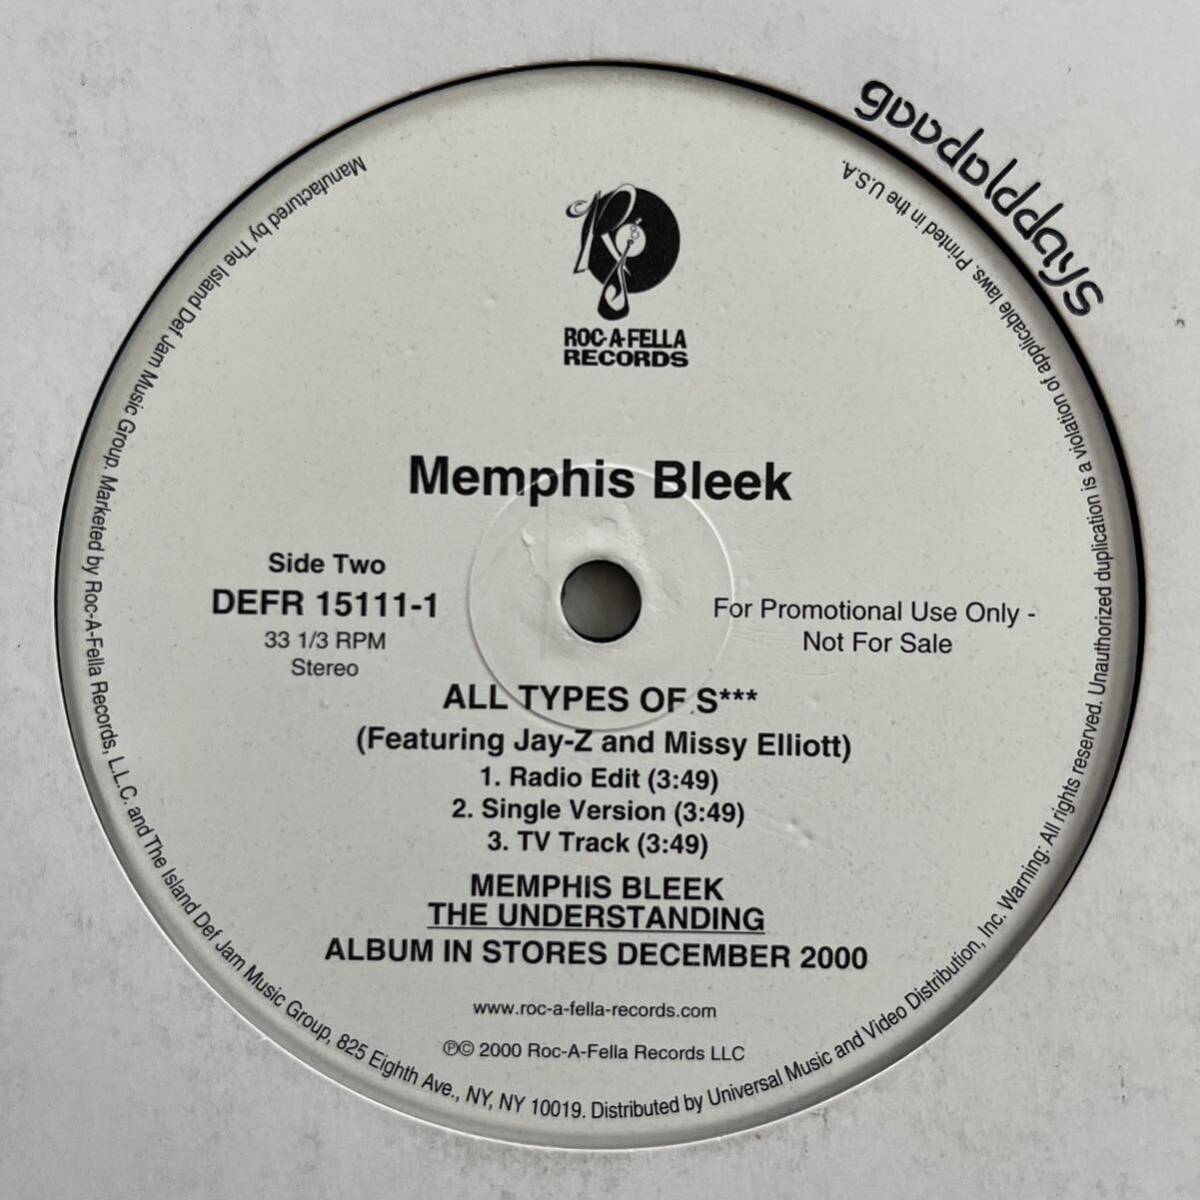 ROC-A-FELLA
RECORDS
Memphis Bleek
Side Two
DEFR 15111-1
33 1/3 RPM
Stereo
For Promotional Use Only -
Not For Sale
ALL TYPES OF S***
(Featuring Jay-Z and Missy Elliott)
1. Radio Edit (3:49)
2. Single Version (3:49)
3. TV Track (3:49)
MEMPHIS BLEEK
THE UNDERSTANDING
ALBUM IN STORES DECEMBER 2000
www.roc-a-fella-records.com
℗© 2000 Roc-A-Fella Records LLC
Manufactured by The Island Def Jam Music Group. Marketed by Roc-A-Fella Records, L.L.C. and The Island Def Jam Music Group, 825 Eighth Ave., NY, NY 10019. Distributed by Universal Music and Video Distribution, Inc. Warning: All rights reserved. Unauthorized duplication is a violation of applicable laws. Printed in the U.S.A.